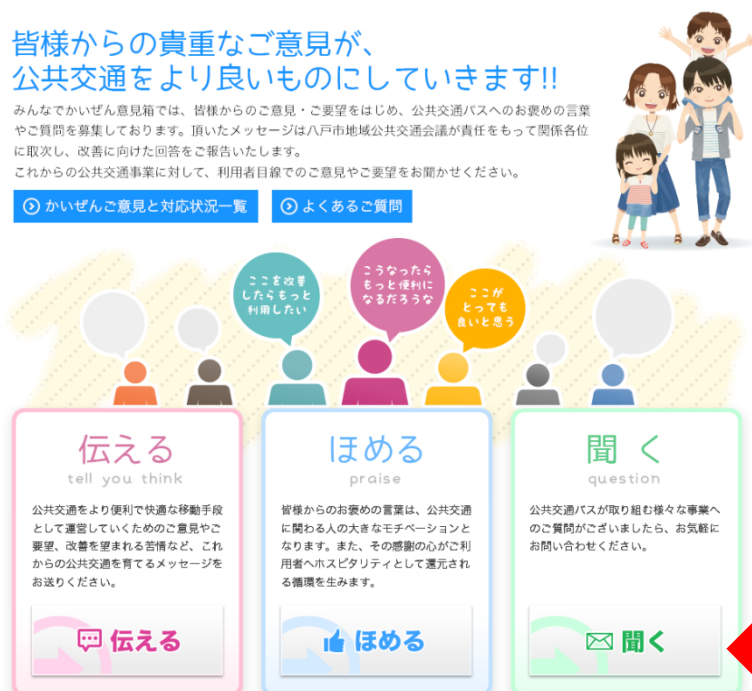 皆様からの貴重なご意見が、
公共交通をより良いものにしていきます!!
みんなでかいぜん意見箱では、皆様からのご意見・ご要望をはじめ、公共交通バスへのお褒めの言葉
やご質問を募集しております。頂いたメッセージは八戸市地域公共交通会議が責任をもって関係各位
に取次し、改善に向けた回答をご報告いたします。
これからの公共交通事業に対して、利用者目線でのご意見やご要望をお聞かせください。
かいぜんご意見と対応状況一覧
よくあるご質問
ここを改善
したらもっと
利用したい
こうなったら
もっと便利に
なるだろうな
ここが
とっても
良いと思う
伝える
tell you think
公共交通をより便利で快適な移動手段
として運営していくためのご意見やご
要望、改善を望まれる苦情など、これ
からの公共交通を育てるメッセージを
お送りください。
伝える
ほめる
praise
皆様からのお褒めの言葉は、公共交通
に関わる人の大きなモチベーションと
なります。また、その感謝の心がご利
用者へホスピタリティとして還元され
る循環を生みます。
ほめる
聞く
question
公共交通バスが取り組む様々な事業へ
のご質問がございましたら、お気軽に
お問い合わせください。
聞く